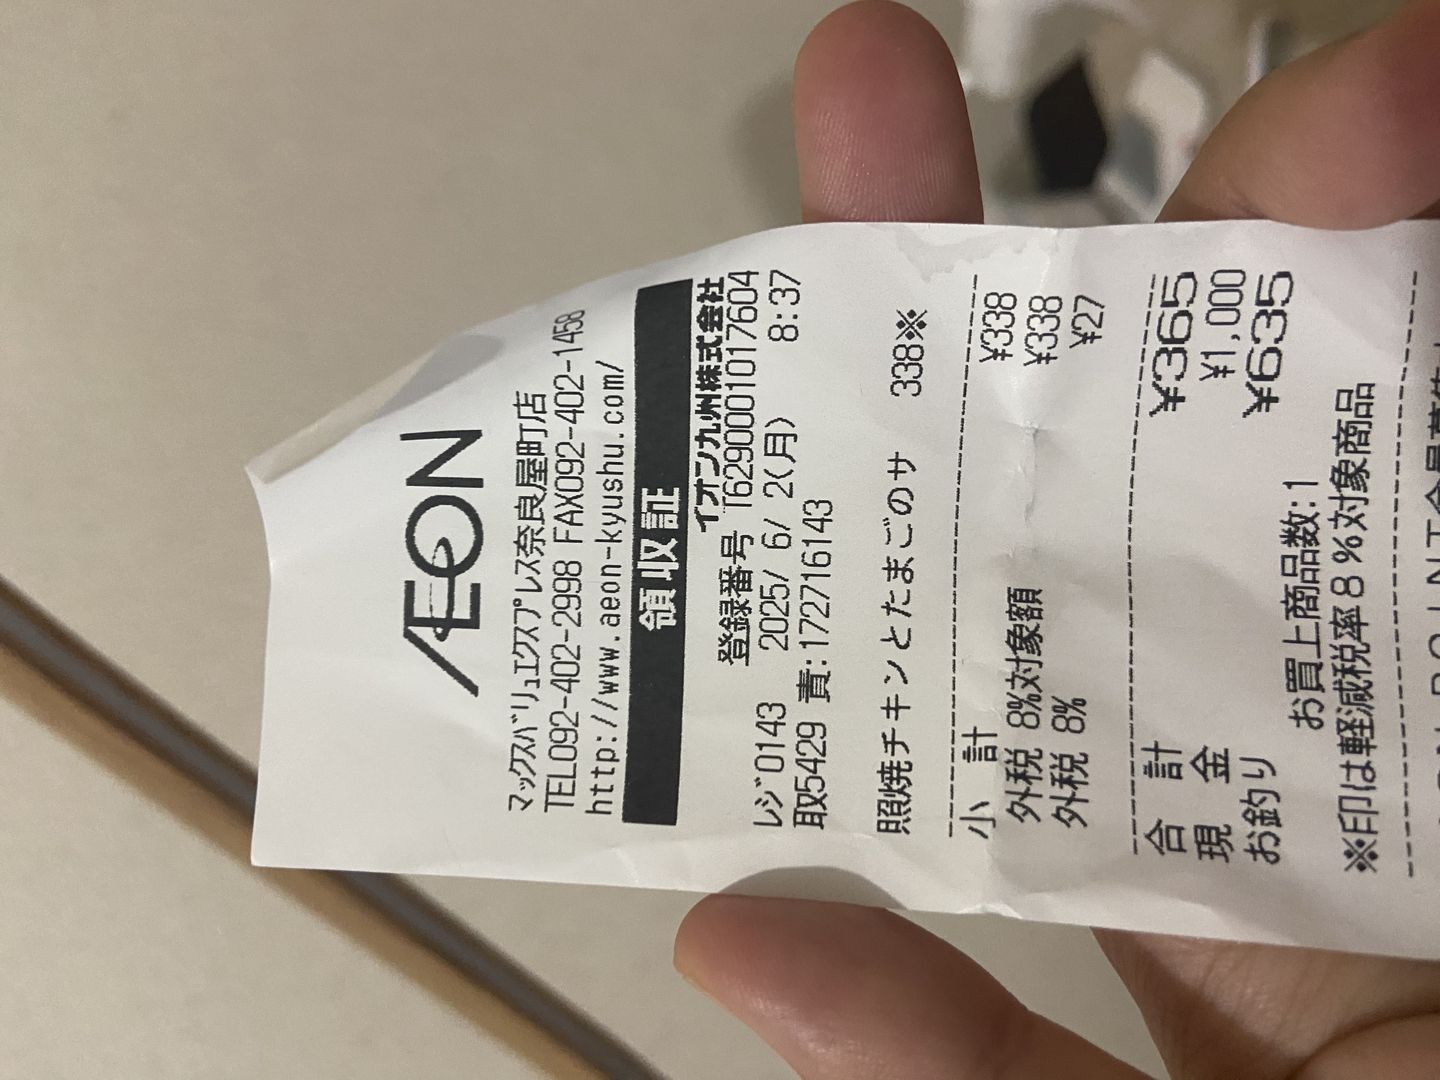 ÆON
マックスバリュエクスプレス奈良屋町店
TEL092-402-2998 FAX092-402-1458
http://www.aeon-kyushu.com/
領収証
イオン九州株式会社
登録番号 T6290001017604
レジ0143 2025/ 6/ 2(月) 8:37
取5429 責:172716143
照焼チキンとたまごのサ 338※
小 計 ¥338
外税 8%対象額 ¥338
外税 8% ¥27
合 計 ¥365
現 金 ¥1,000
お釣り ¥635
お買上商品数:1
※印は軽減税率8%対象商品